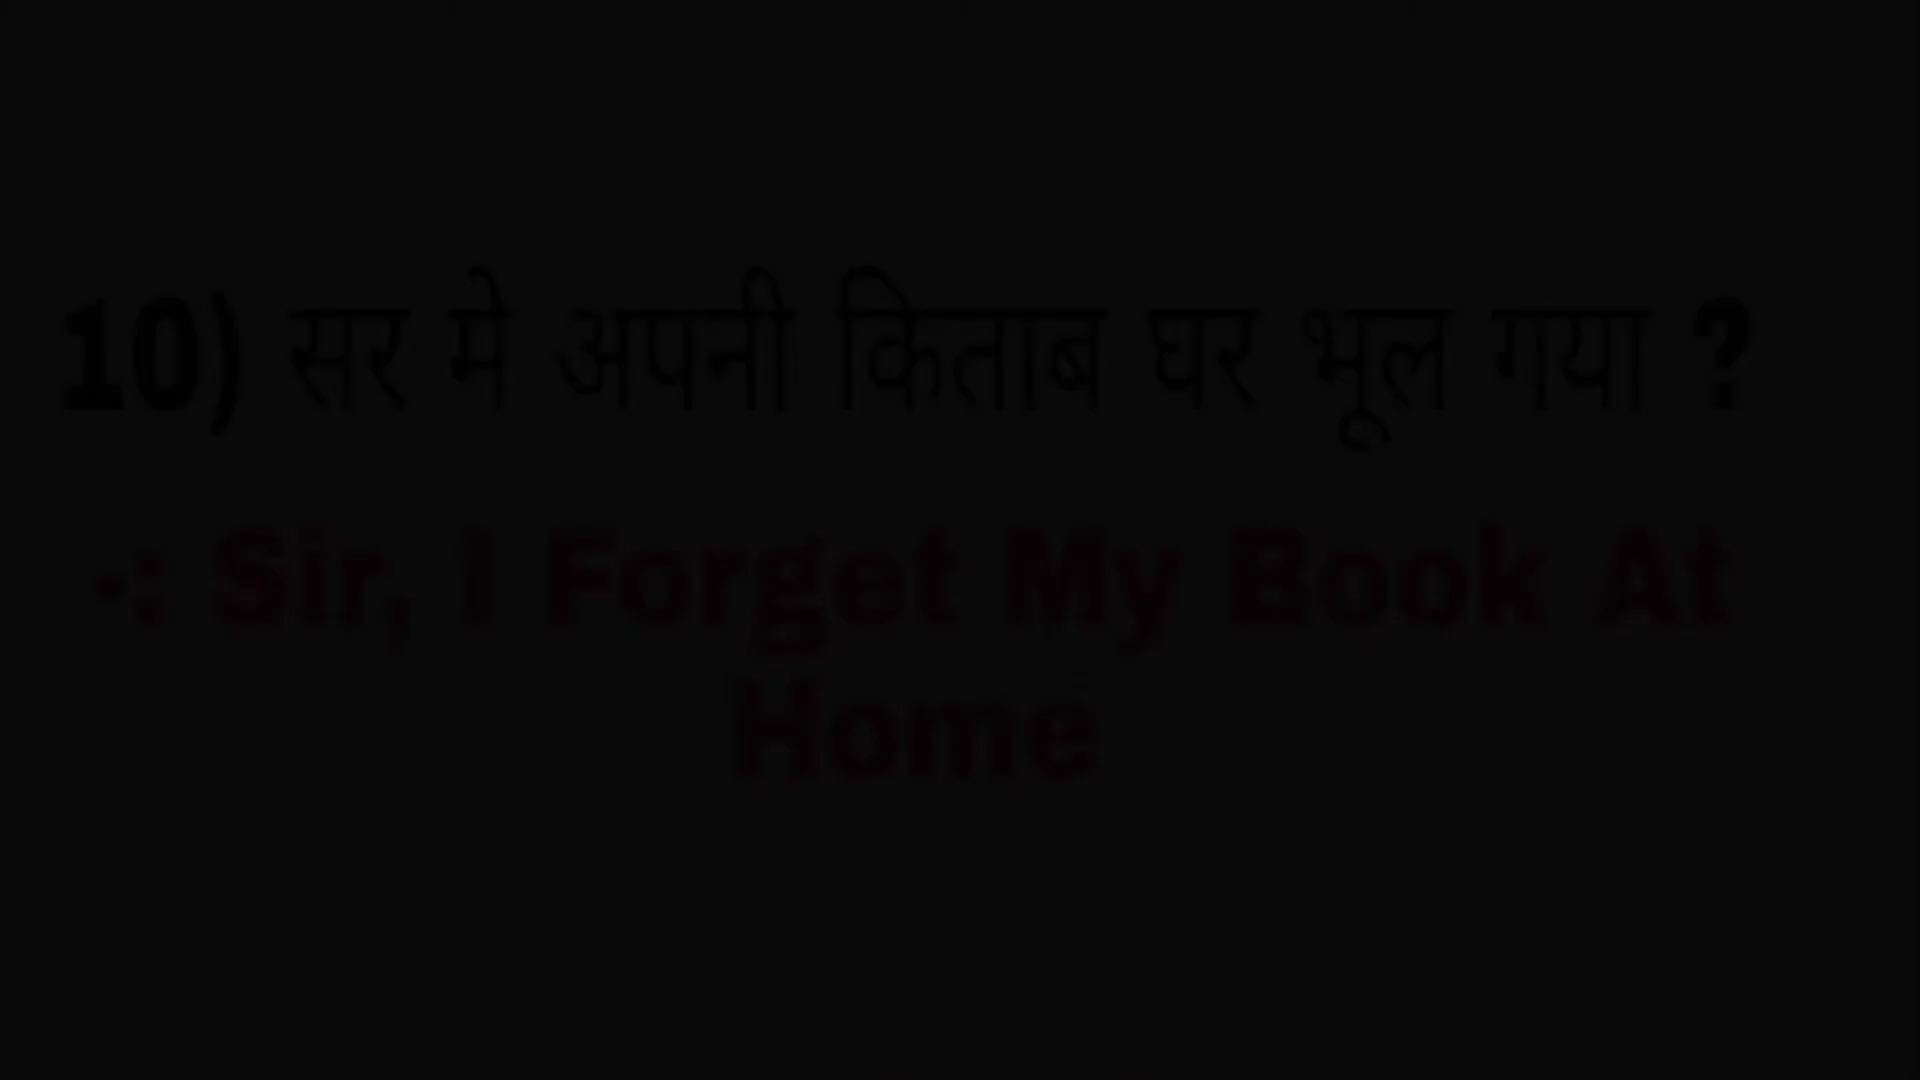 10) सर मे अपनी किताब घर भूल गया ?
-: Sir, I Forget My Book At
Home